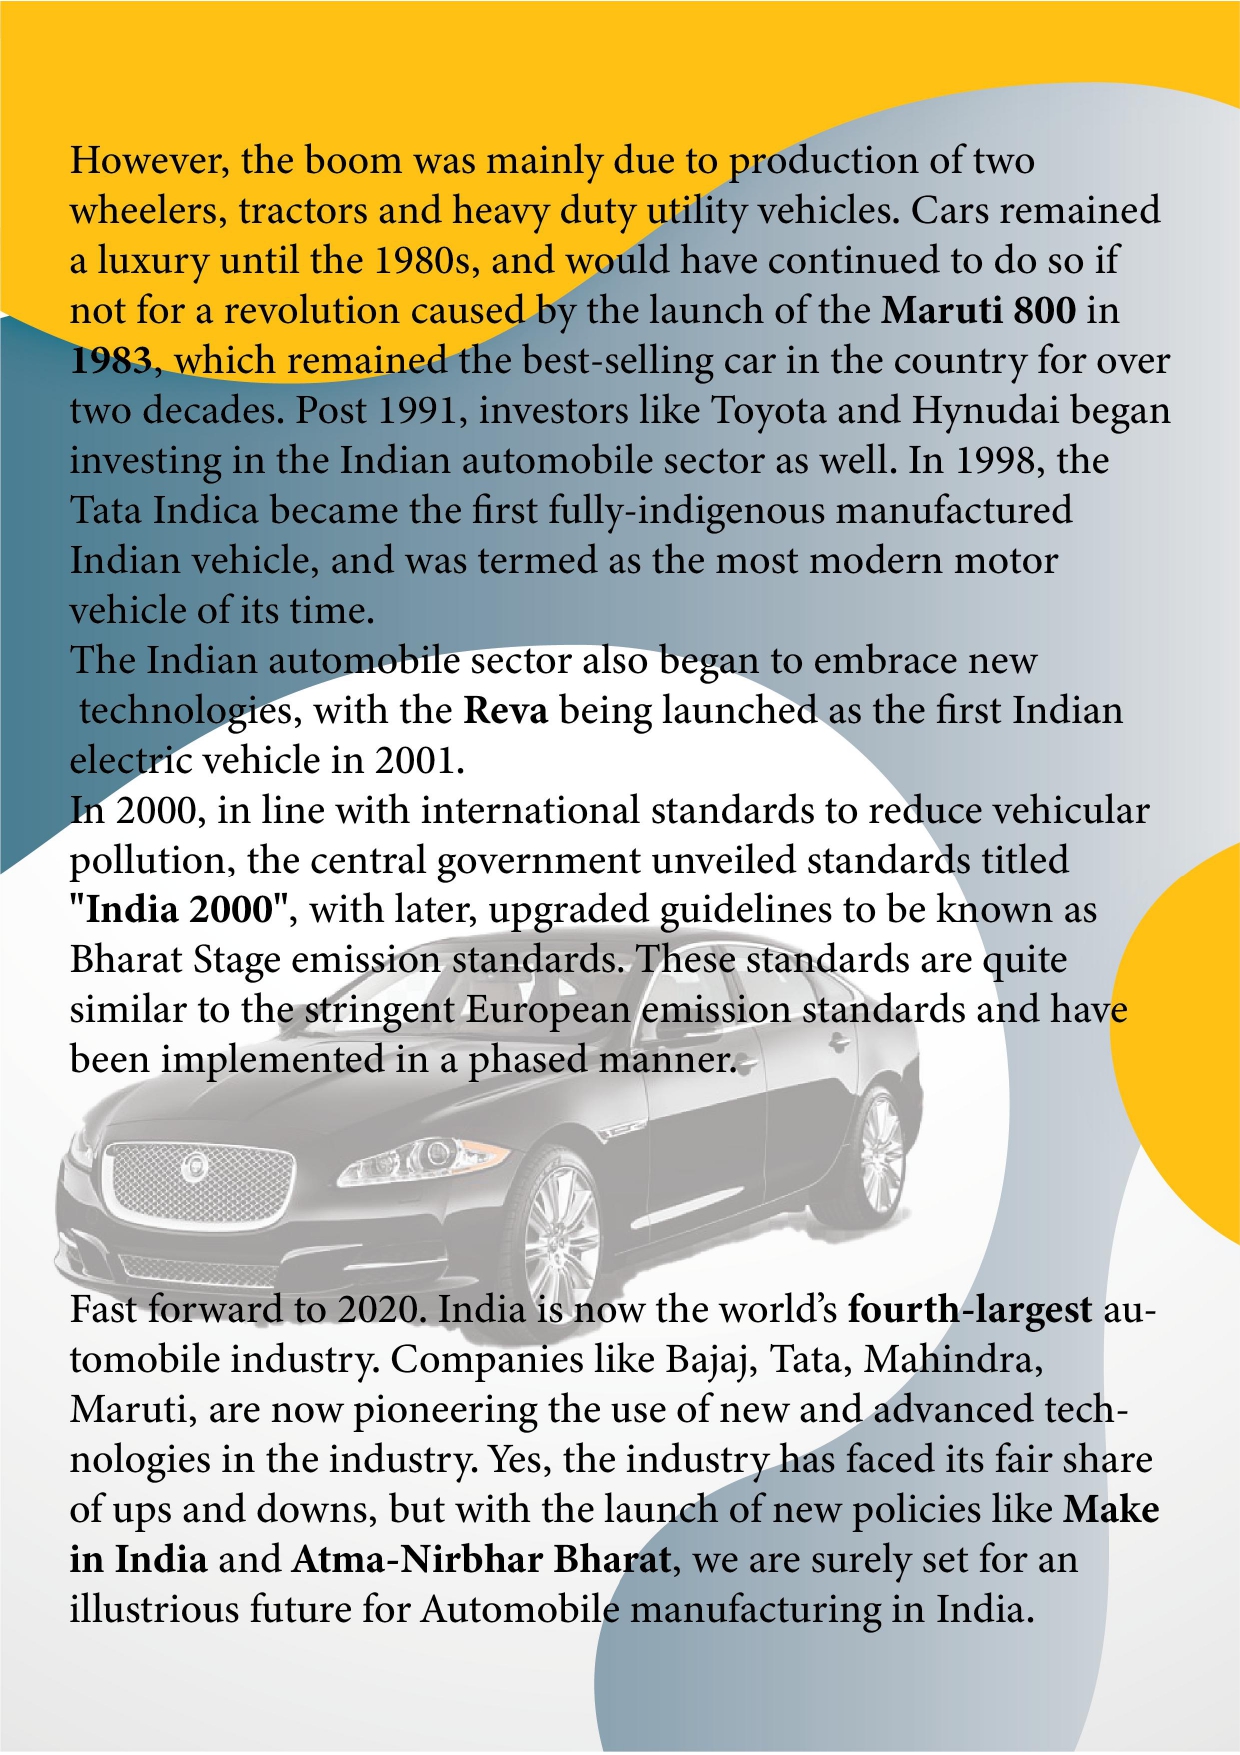 However, the boom was mainly due to production of two
wheelers, tractors and heavy duty utility vehicles. Cars remained
a luxury until the 1980s, and would have continued to do so if
not for a revolution caused by the launch of the Maruti 800 in
1983, which remained the best-selling car in the country for over
two decades. Post 1991, investors like Toyota and Hynudai began
investing in the Indian automobile sector as well. In 1998, the
Tata Indica became the first fully-indigenous manufactured
Indian vehicle, and was termed as the most modern motor
vehicle of its time.
The Indian automobile sector also began to embrace new
technologies, with the Reva being launched as the first Indian
electric vehicle in 2001.
In 2000, in line with international standards to reduce vehicular
pollution, the central government unveiled standards titled
"India 2000", with later, upgraded guidelines to be known as
Bharat Stage emission standards. These standards are quite
similar to the stringent European emission standards and have
been implemented in a phased manner.
Fast forward to 2020. India is now the world’s fourth-largest au-
tomobile industry. Companies like Bajaj, Tata, Mahindra,
Maruti, are now pioneering the use of new and advanced tech-
nologies in the industry. Yes, the industry has faced its fair share
of ups and downs, but with the launch of new policies like Make
in India and Atma-Nirbhar Bharat, we are surely set for an
illustrious future for Automobile manufacturing in India.